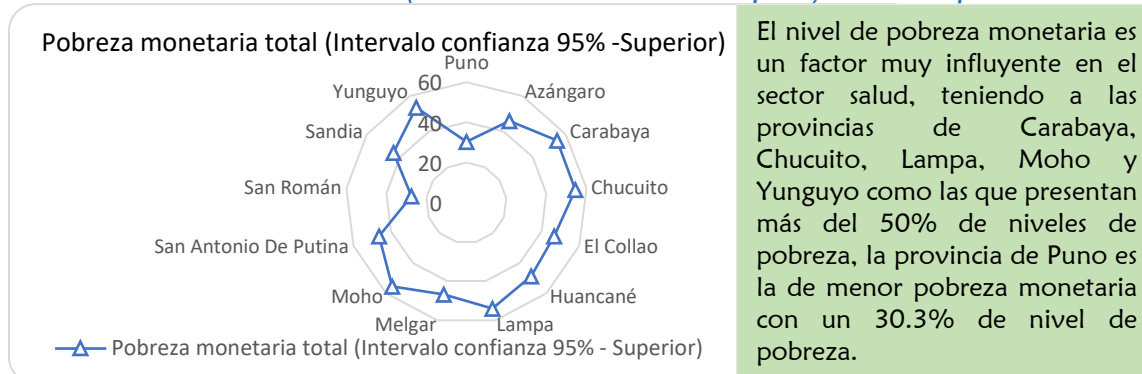 Pobreza monetaria total (Intervalo confianza 95% -Superior)
Puno
Azángaro
Carabaya
Chucuito
El Collao
Huancané
Lampa
Melgar
Moho
San Antonio De Putina
San Román
Sandia
Yunguyo
60
40
20
0
Pobreza monetaria total (Intervalo confianza 95% - Superior)
El nivel de pobreza monetaria es
un factor muy influyente en el
sector salud, teniendo a las
provincias de Carabaya,
Chucuito, Lampa, Moho y
Yunguyo como las que presentan
más del 50% de niveles de
pobreza, la provincia de Puno es
la de menor pobreza monetaria
con un 30.3% de nivel de
pobreza.